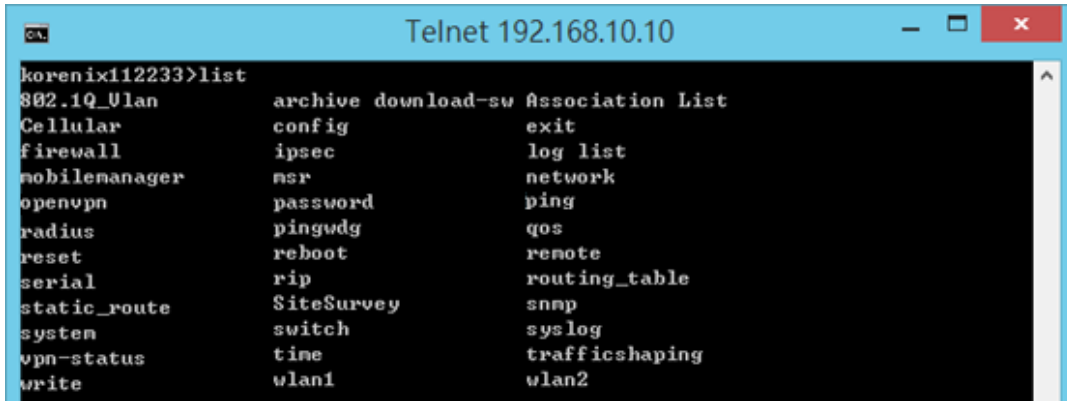 Telnet 192.168.10.10
korenix112233>list
802.1Q_Vlan archive download-sw Association List
Cellular config exit
firewall ipsec log list
mobilemanager msr network
openvpn password ping
radius pingwdg qos
reset reboot remote
serial rip routing_table
static_route SiteSurvey snmp
system switch syslog
vpn-status time trafficshaping
write wlan1 wlan2